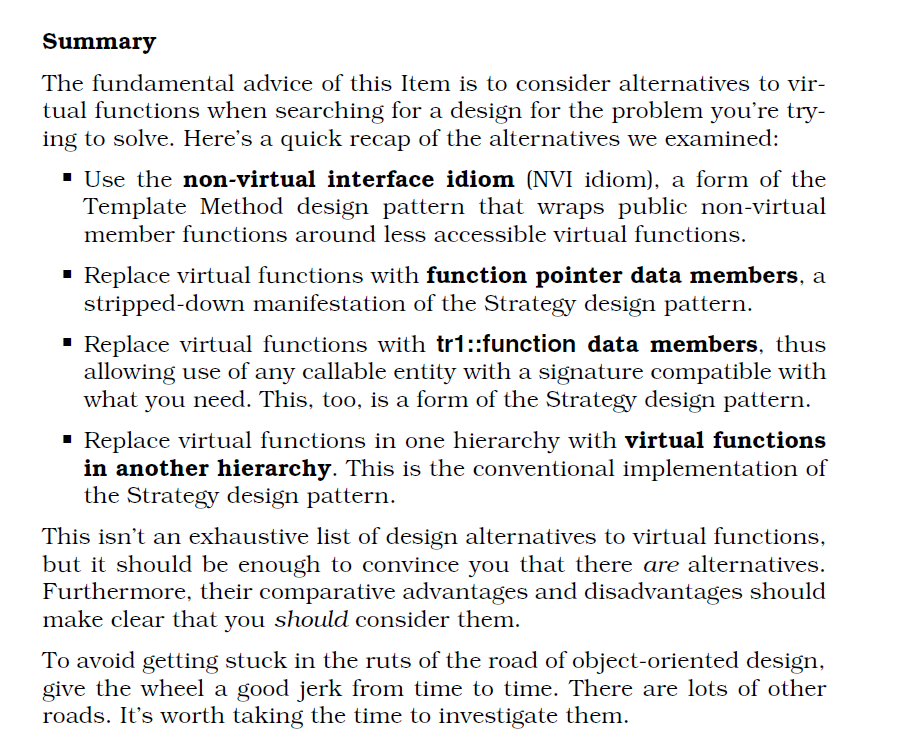 Summary
The fundamental advice of this Item is to consider alternatives to vir-
tual functions when searching for a design for the problem you're try-
ing to solve. Here's a quick recap of the alternatives we examined:
▪ Use the non-virtual interface idiom (NVI idiom), a form of the
Template Method design pattern that wraps public non-virtual
member functions around less accessible virtual functions.
▪ Replace virtual functions with function pointer data members, a
stripped-down manifestation of the Strategy design pattern.
▪ Replace virtual functions with tr1::function data members, thus
allowing use of any callable entity with a signature compatible with
what you need. This, too, is a form of the Strategy design pattern.
▪ Replace virtual functions in one hierarchy with virtual functions
in another hierarchy. This is the conventional implementation of
the Strategy design pattern.
This isn't an exhaustive list of design alternatives to virtual functions,
but it should be enough to convince you that there are alternatives.
Furthermore, their comparative advantages and disadvantages should
make clear that you should consider them.
To avoid getting stuck in the ruts of the road of object-oriented design,
give the wheel a good jerk from time to time. There are lots of other
roads. It's worth taking the time to investigate them.